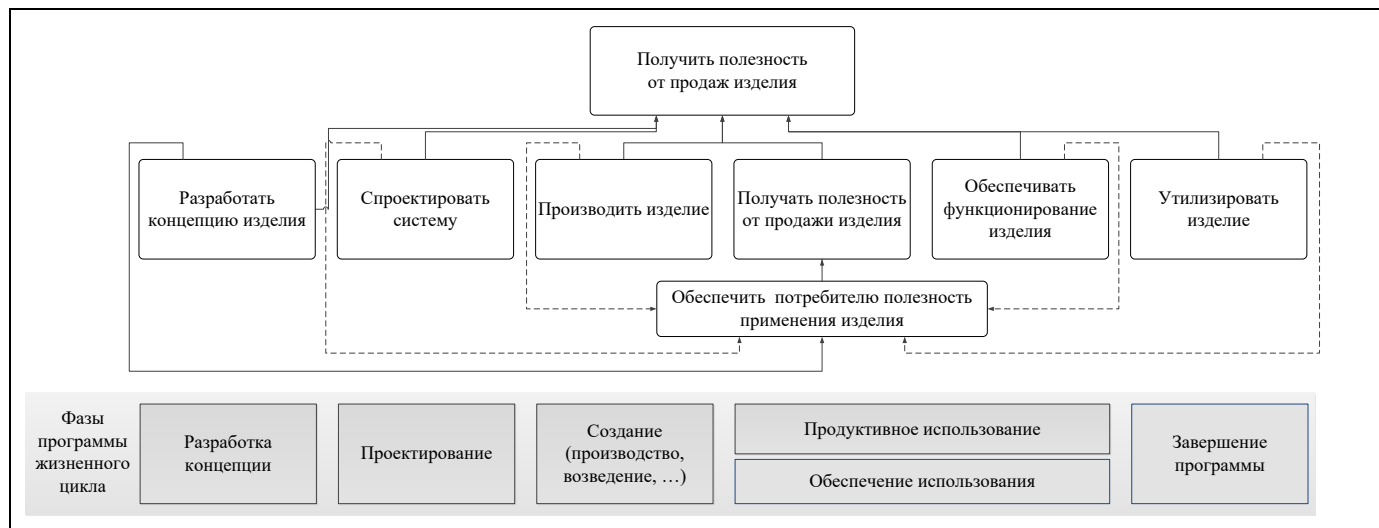 Получить полезность
от продаж изделия
Разработать
концепцию изделия
Спроектировать
систему
Производить изделие
Получать полезность
от продажи изделия
Обеспечивать
функционирование
изделия
Утилизировать
изделие
Обеспечить потребителю полезность
применения изделия
Фазы
программы
жизненного
цикла
Разработка
концепции
Проектирование
Создание
(производство,
возведение, …)
Продуктивное использование
Обеспечение использования
Завершение
программы